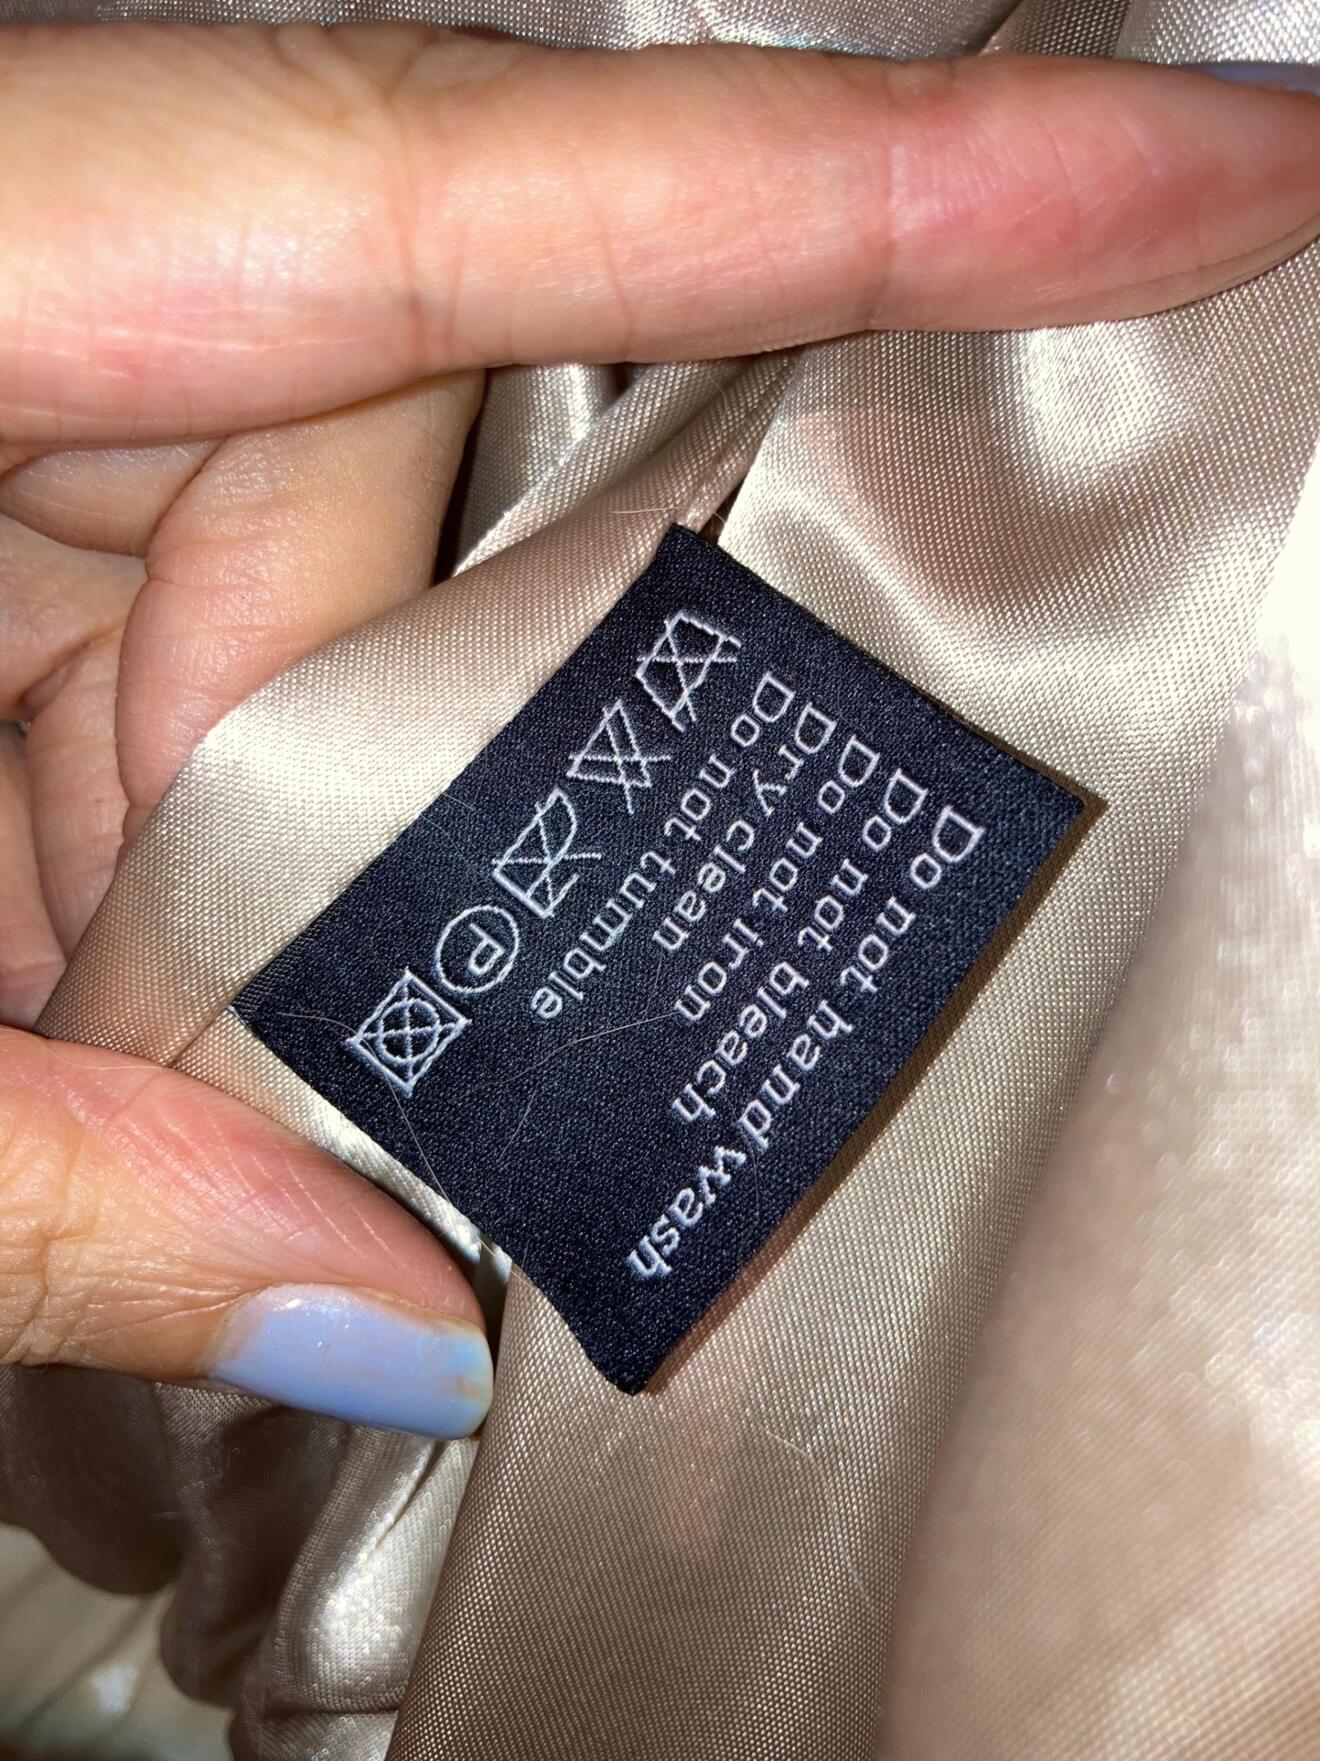 Do not hand wash
Do not bleach
Do not iron
Dry clean
Do not tumble
P